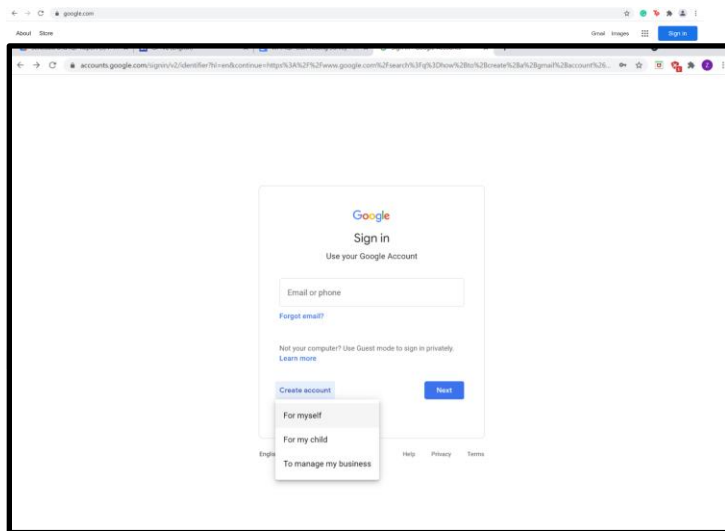 google.com
About Store
Gmail Images Sign in
accounts.google.com/signin/v2/identifier?hl=en&continue=https%3A%2F%2Fwww.google.com%2Fsearch%3Fq%3Dhow%2Bto%2Bcreate%2Ba%2Bgmail%2Baccount%26...
Z
Google
Sign in
Use your Google Account
Email or phone
Forgot email?
Not your computer? Use Guest mode to sign in privately.
Learn more
Create account Next
For myself
For my child
To manage my business
Help Privacy Terms